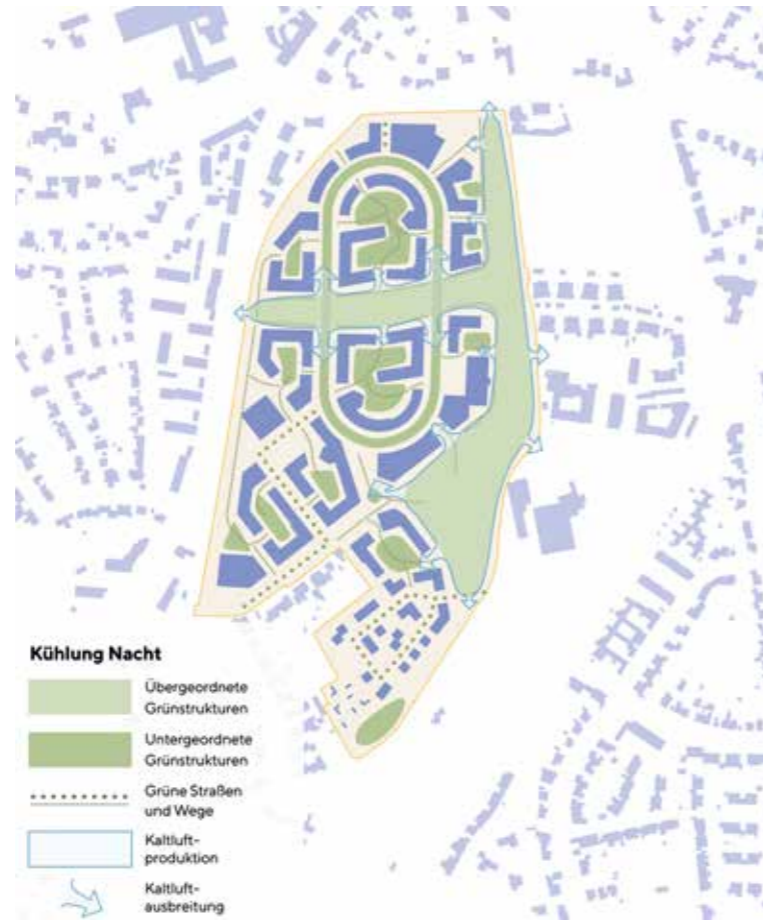 Kühlung Nacht
Übergeordnete
Grünstrukturen
Untergeordnete
Grünstrukturen
Grüne Straßen
und Wege
Kaltluft-
produktion
Kaltluft-
ausbreitung